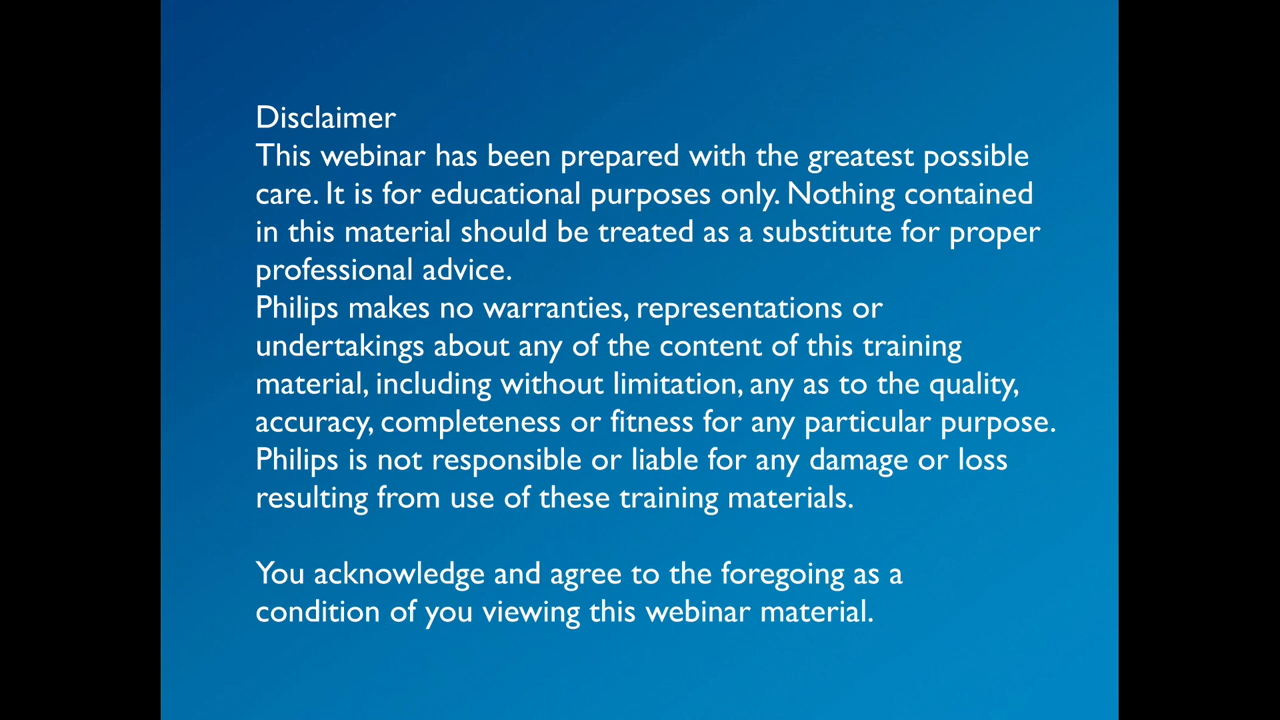 Disclaimer
This webinar has been prepared with the greatest possible
care. It is for educational purposes only. Nothing contained
in this material should be treated as a substitute for proper
professional advice.
Philips makes no warranties, representations or
undertakings about any of the content of this training
material, including without limitation, any as to the quality,
accuracy, completeness or fitness for any particular purpose.
Philips is not responsible or liable for any damage or loss
resulting from use of these training materials.
You acknowledge and agree to the foregoing as a
condition of you viewing this webinar material.